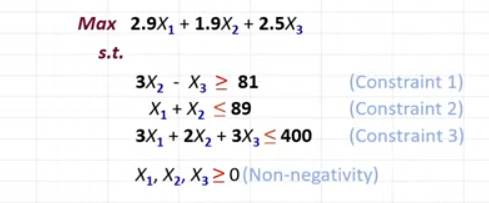 Max 2.9X₁ + 1.9X₂ + 2.5X₃
s.t.
3X₂ - X₃ ≥ 81 (Constraint 1)
X₁ + X₂ ≤ 89 (Constraint 2)
3X₁ + 2X₂ + 3X₃ ≤ 400 (Constraint 3)
X₁, X₂, X₃ ≥ 0 (Non-negativity)